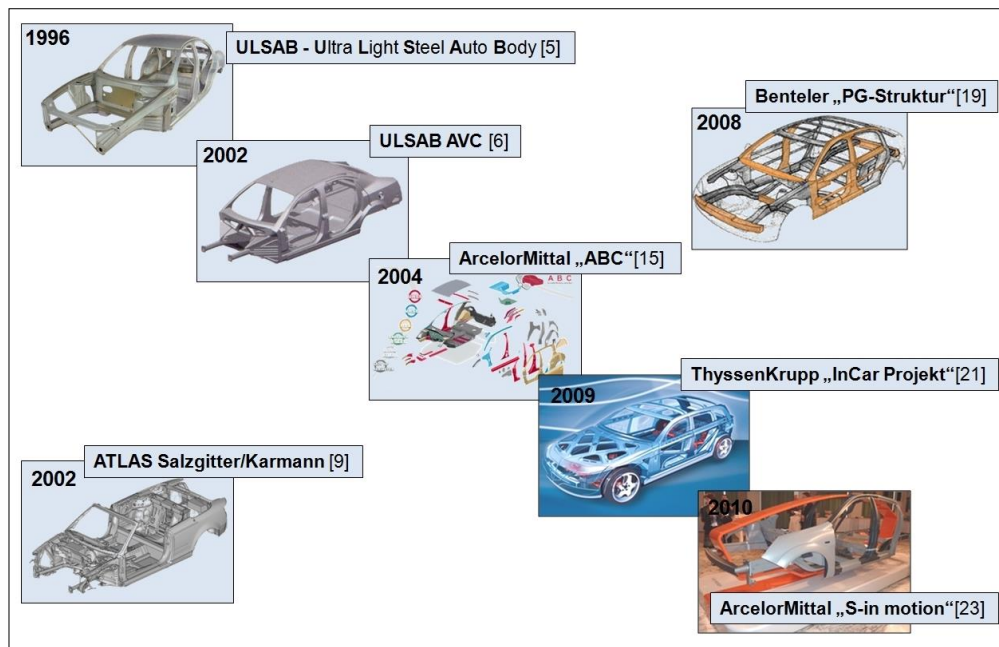 1996
ULSAB - Ultra Light Steel Auto Body [5]
2002
ULSAB AVC [6]
Benteler „PG-Struktur“[19]
2008
ArcelorMittal „ABC“[15]
2004
A B C
ThyssenKrupp „InCar Projekt“[21]
2009
ATLAS Salzgitter/Karmann [9]
2002
2010
ArcelorMittal „S-in motion“[23]